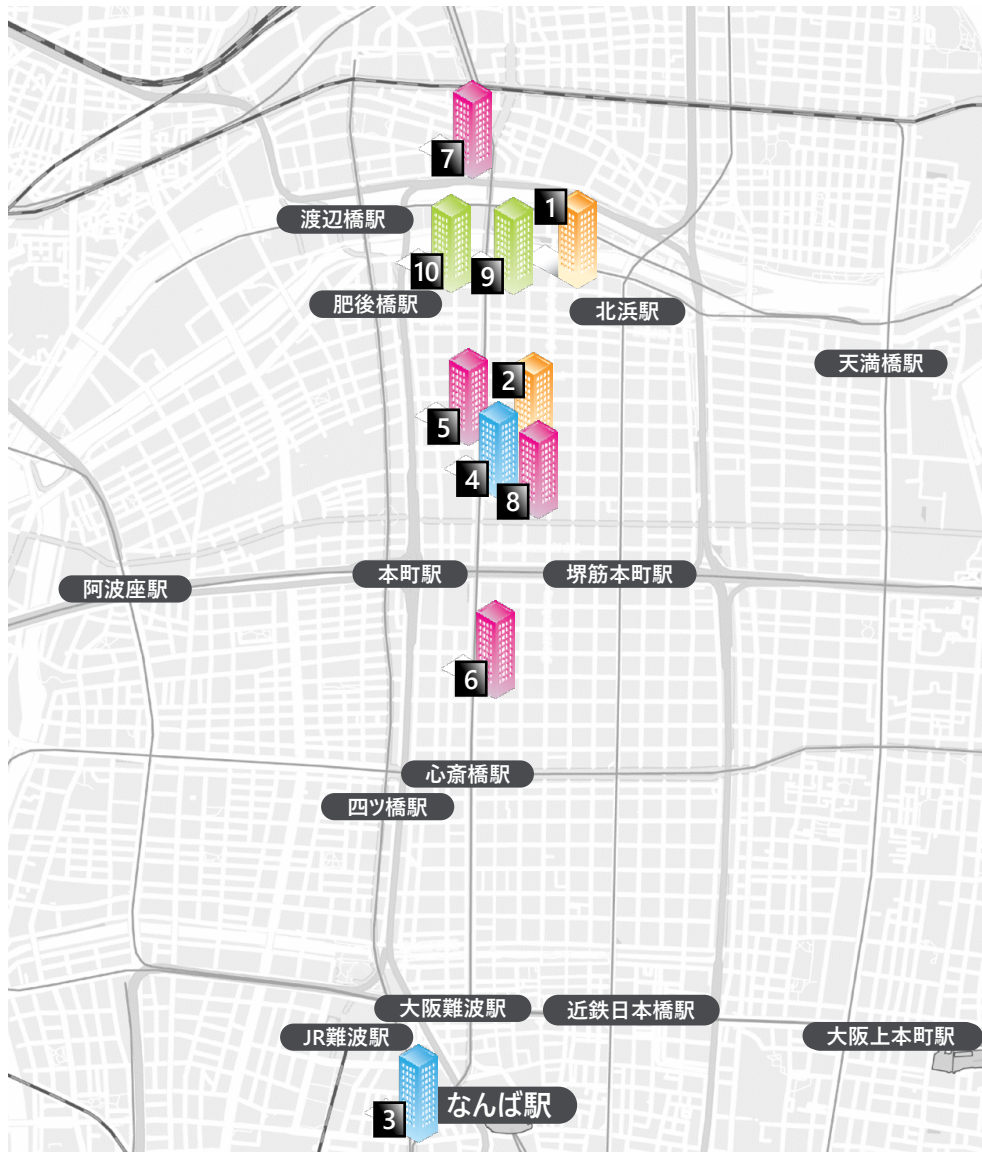 7
1
渡辺橋駅
10
9
肥後橋駅
北浜駅
天満橋駅
2
5
4
8
本町駅
堺筋本町駅
阿波座駅
6
心斎橋駅
四ツ橋駅
大阪難波駅
近鉄日本橋駅
JR難波駅
大阪上本町駅
なんば駅
3